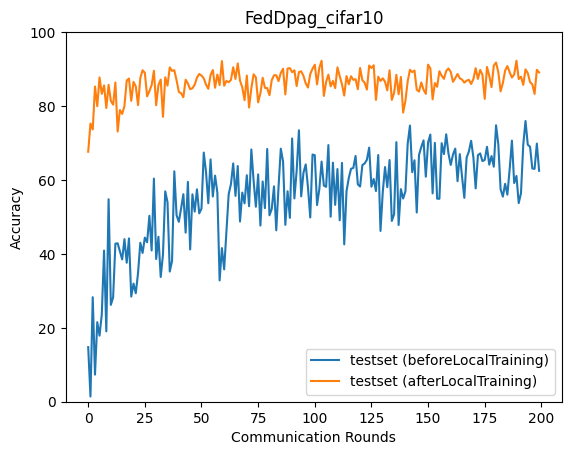 FedDpag_cifar10
100
80
60
40
20
0
Accuracy
testset (beforeLocalTraining)
testset (afterLocalTraining)
0 25 50 75 100 125 150 175 200
Communication Rounds